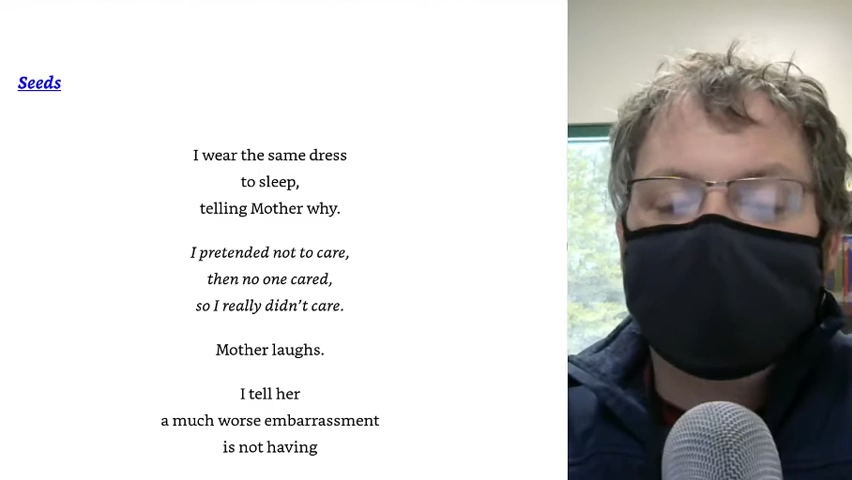 Seeds
I wear the same dress
to sleep,
telling Mother why.
I pretended not to care,
then no one cared,
so I really didn’t care.
Mother laughs.
I tell her
a much worse embarrassment
is not having